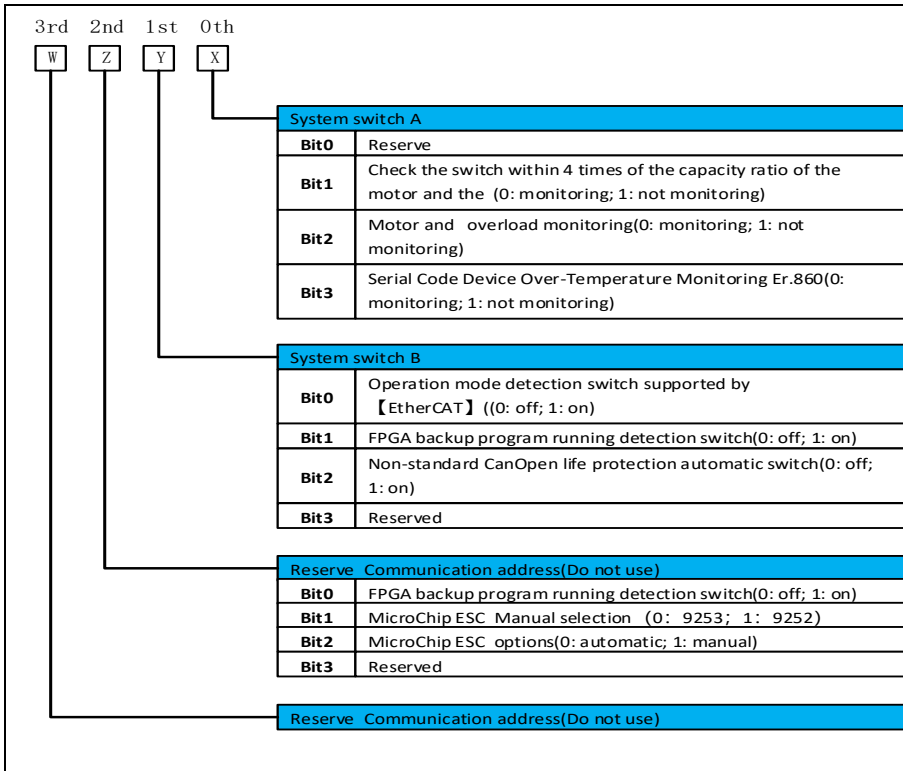 3rd 2nd 1st 0th
W Z Y X
System switch A
Bit0 Reserve
Bit1 Check the switch within 4 times of the capacity ratio of the
motor and the (0: monitoring; 1: not monitoring)
Bit2 Motor and overload monitoring(0: monitoring; 1: not
monitoring)
Bit3 Serial Code Device Over-Temperature Monitoring Er.860(0:
monitoring; 1: not monitoring)
System switch B
Bit0 Operation mode detection switch supported by
【EtherCAT】((0: off; 1: on)
Bit1 FPGA backup program running detection switch(0: off; 1: on)
Bit2 Non-standard CanOpen life protection automatic switch(0: off;
1: on)
Bit3 Reserved
Reserve Communication address(Do not use)
Bit0 FPGA backup program running detection switch(0: off; 1: on)
Bit1 MicroChip ESC Manual selection（0：9253；1：9252）
Bit2 MicroChip ESC options(0: automatic; 1: manual)
Bit3 Reserved
Reserve Communication address(Do not use)